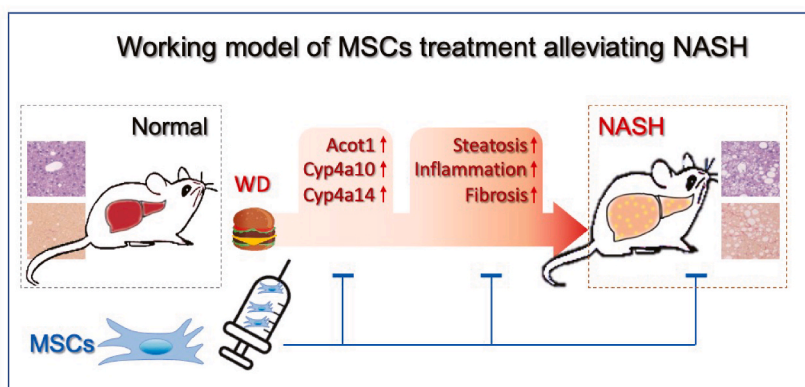 Working model of MSCs treatment alleviating NASH
Normal
WD
Acot1 ↑
Cyp4a10 ↑
Cyp4a14 ↑
Steatosis ↑
Inflammation ↑
Fibrosis ↑
NASH
MSCs